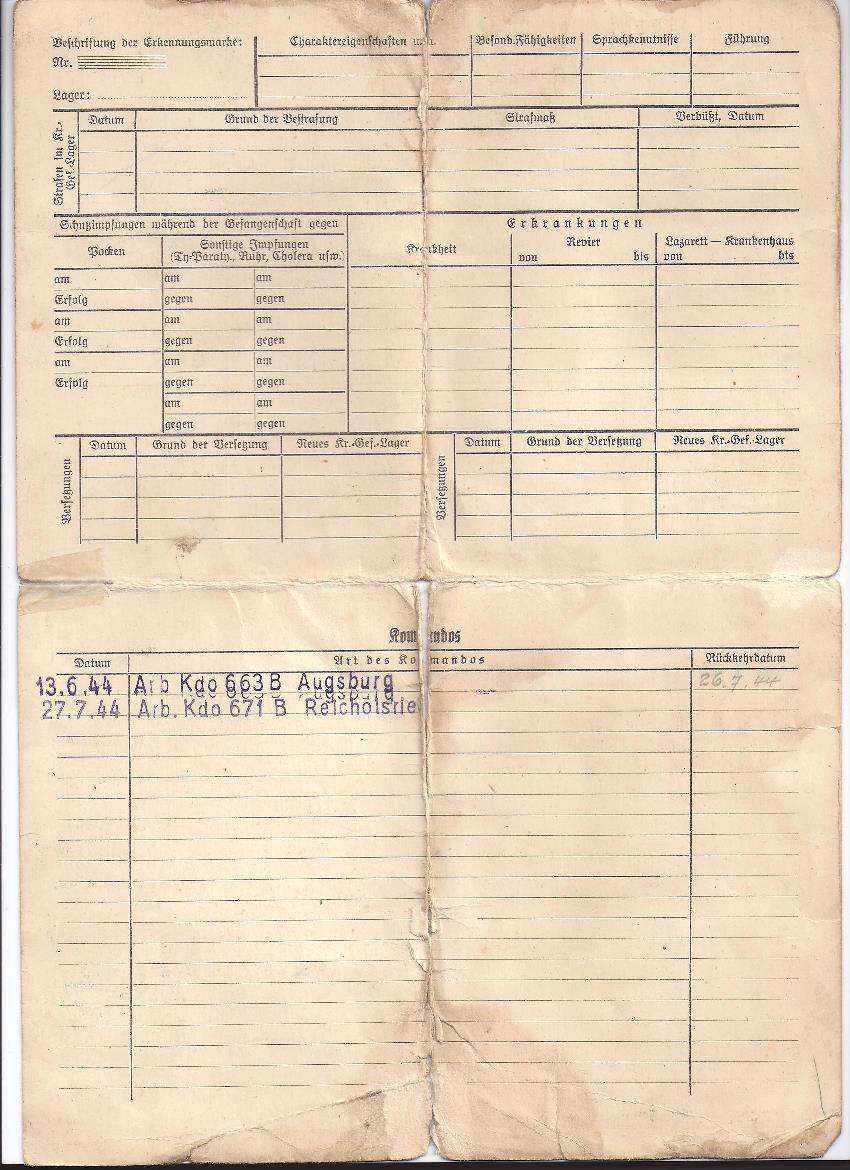 Beschriftung der Erkennungsmarke:
Nr.
Lager:
Charaktereigenschaften
Besond. Fähigkeiten
Sprachkenntnisse
Führung
Strafen im Kr.-
Gef.-Lager
Datum
Grund der Bestrafung
Strafmaß
Verbüßt, Datum
Schutzimpfungen während der Gefangenschaft gegen
Pocken
Sonstige Impfungen
(Ty-Paraty., Ruhr, Cholera usw.)
am am am
Erfolg gegen gegen
am am am
Erfolg gegen gegen
am am am
Erfolg gegen gegen
am am
gegen gegen
Erkrankungen
Krankheit
Revier
von bis
Lazarett — Krankenhaus
von bis
Versetzungen
Datum
Grund der Versetzung
Neues Kr.-Gef.-Lager
Versetzungen
Datum
Grund der Versetzung
Neues Kr.-Gef.-Lager
Kommandos
Datum
Art des Kommandos
Rückkehrdatum
13.6.44 Arb Kdo 663 B Augsburg 26.7.44
27.7.44 Arb. Kdo 671 B